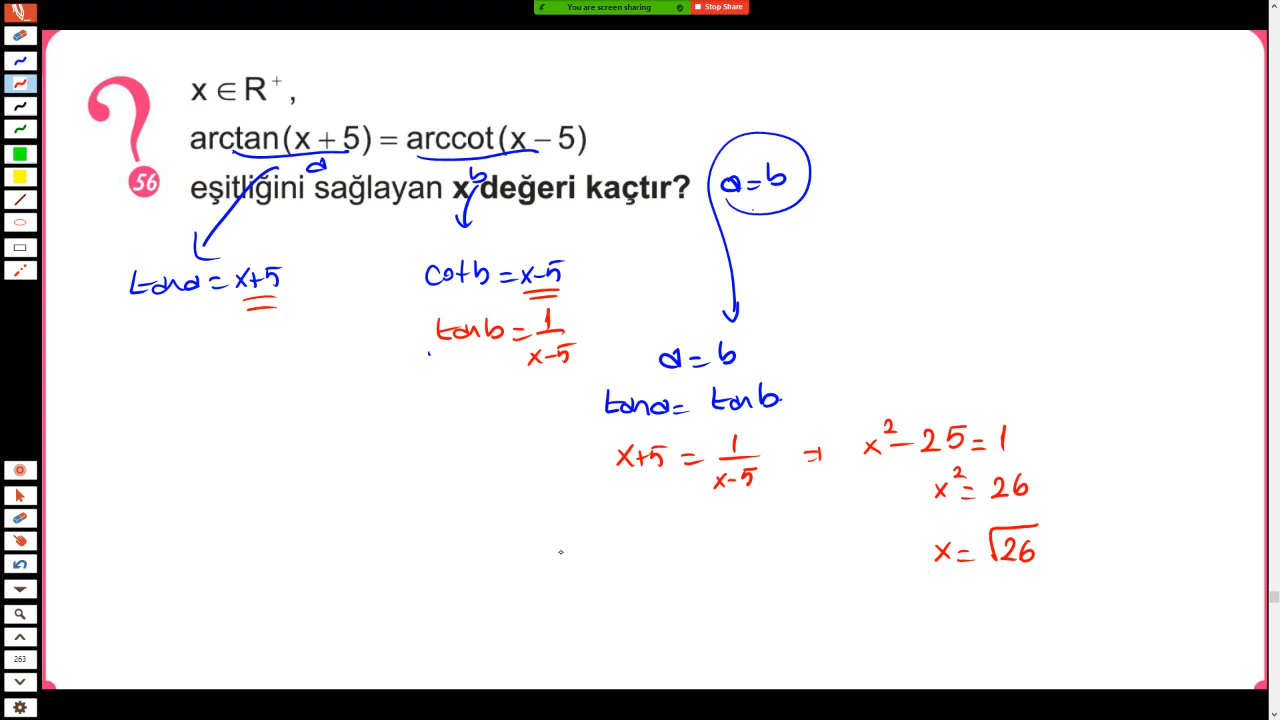 You are screen sharing Stop Share
x ∈ R⁺ ,
arctan(x + 5) = arccot(x − 5)
a
b
56
eşitliğini sağlayan x değeri kaçtır?
a = b
tana = x+5
cotb = x-5
tanb = 1/(x-5)
a = b
tana = tanb
x+5 = 1/(x-5) ⇒ x² - 25 = 1
x² = 26
x = √26
263